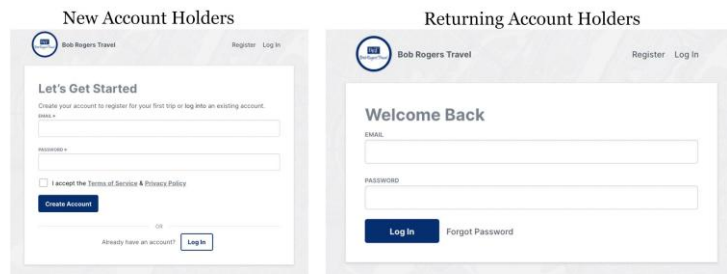 New Account Holders
Bob Rogers Travel
Register Log In
Let's Get Started
Create your account to register for your first trip or log into an existing account.
EMAIL *
PASSWORD *
I accept the Terms of Service & Privacy Policy
Create Account
OR
Already have an account? Log In
Returning Account Holders
Bob Rogers Travel
Register Log In
Welcome Back
EMAIL
PASSWORD
Log In Forgot Password